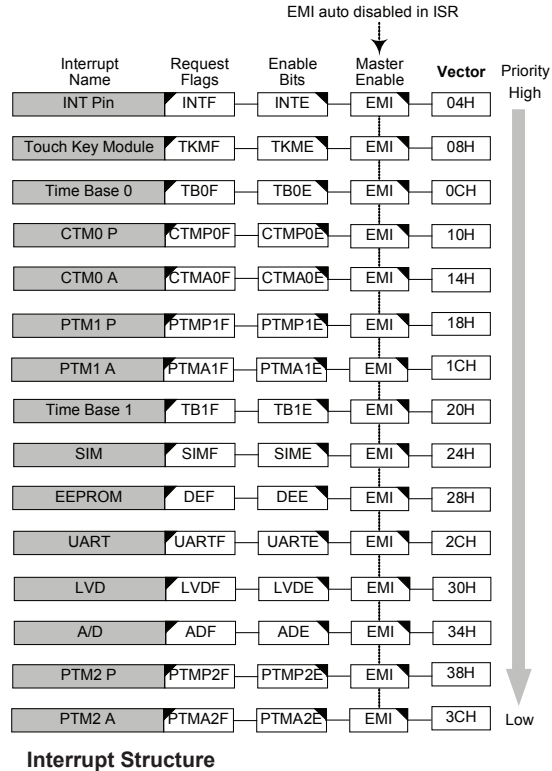 EMI auto disabled in ISR
Interrupt Name Request Flags Enable Bits Master Enable Vector Priority
High
INT Pin INTF INTE EMI 04H
Touch Key Module TKMF TKME EMI 08H
Time Base 0 TB0F TB0E EMI 0CH
CTM0 P CTMP0F CTMP0E EMI 10H
CTM0 A CTMA0F CTMA0E EMI 14H
PTM1 P PTMP1F PTMP1E EMI 18H
PTM1 A PTMA1F PTMA1E EMI 1CH
Time Base 1 TB1F TB1E EMI 20H
SIM SIMF SIME EMI 24H
EEPROM DEF DEE EMI 28H
UART UARTF UARTE EMI 2CH
LVD LVDF LVDE EMI 30H
A/D ADF ADE EMI 34H
PTM2 P PTMP2F PTMP2E EMI 38H
PTM2 A PTMA2F PTMA2E EMI 3CH Low
Interrupt Structure